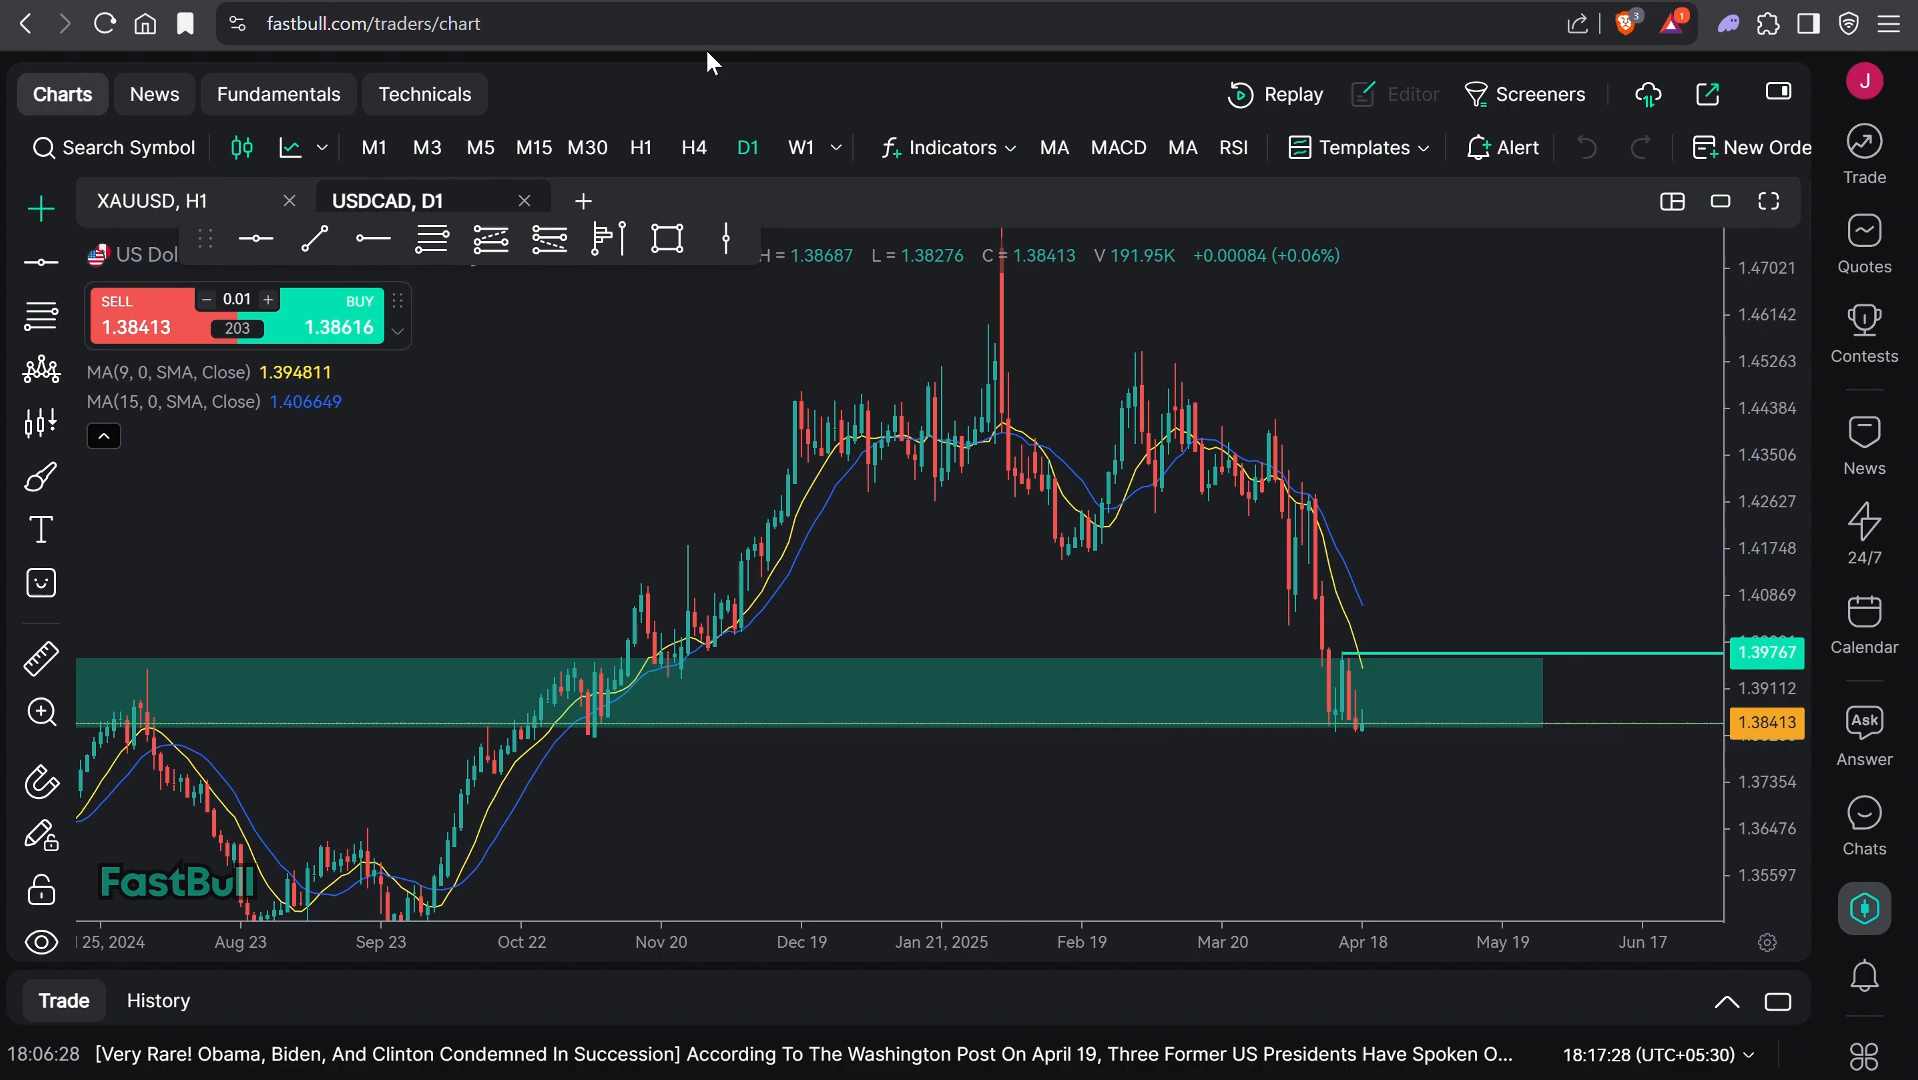 fastbull.com/traders/chart
3
1
Charts News Fundamentals Technicals
Replay Editor Screeners
J
Search Symbol M1 M3 M5 M15 M30 H1 H4 D1 W1 Indicators MA MACD MA RSI Templates Alert New Orde
Trade
XAUUSD, H1 USDCAD, D1
US Dol H = 1.38687 L = 1.38276 C = 1.38413 V 191.95K +0.00084 (+0.06%)
SELL 0.01 BUY
1.38413 203 1.38616
MA(9, 0, SMA, Close) 1.394811
MA(15, 0, SMA, Close) 1.406649
1.47021
1.46142
1.45263
1.44384
1.43506
1.42627
1.41748
1.40869
1.39767
1.39112
1.38413
1.37354
1.36476
1.35597
Quotes
Contests
News
24/7
Calendar
Ask
Answer
Chats
FastBull
25, 2024 Aug 23 Sep 23 Oct 22 Nov 20 Dec 19 Jan 21, 2025 Feb 19 Mar 20 Apr 18 May 19 Jun 17
Trade History
18:06:28 [Very Rare! Obama, Biden, And Clinton Condemned In Succession] According To The Washington Post On April 19, Three Former US Presidents Have Spoken O... 18:17:28 (UTC+05:30)